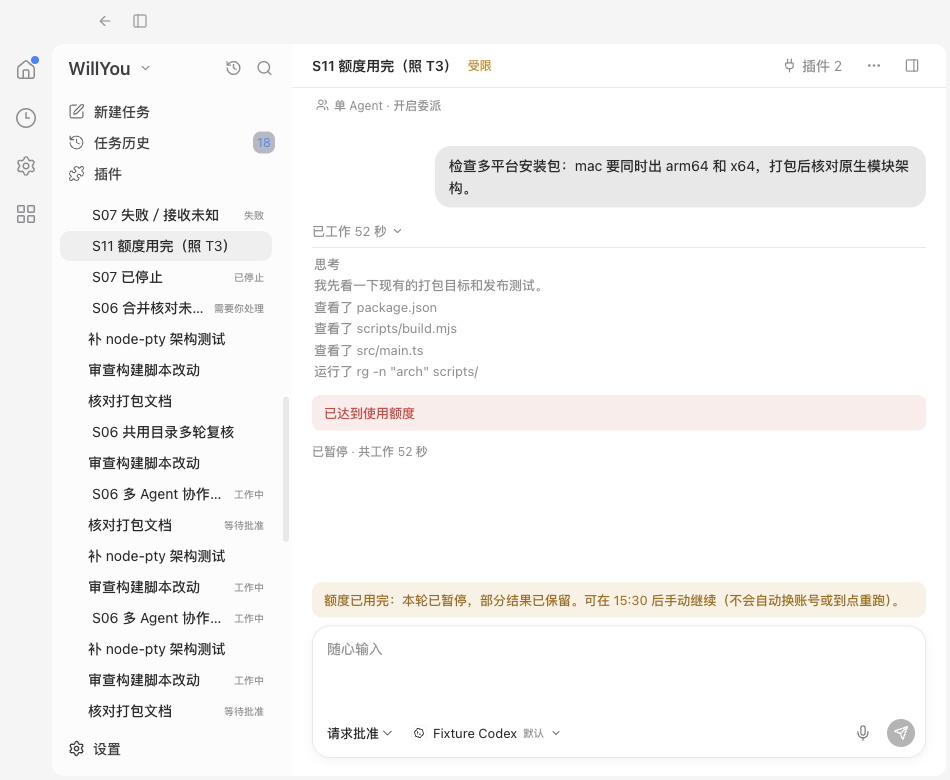 WillYou
新建任务
任务历史 18
插件
S07 失败 / 接收未知 失败
S11 额度用完（照 T3）
S07 已停止 已停止
S06 合并核对未... 需要你处理
补 node-pty 架构测试
审查构建脚本改动
核对打包文档
S06 共用目录多轮复核
审查构建脚本改动
S06 多 Agent 协作... 工作中
核对打包文档 等待批准
补 node-pty 架构测试
审查构建脚本改动 工作中
S06 多 Agent 协作... 工作中
补 node-pty 架构测试
审查构建脚本改动 工作中
核对打包文档 等待批准
设置
S11 额度用完（照 T3） 受限 插件 2
单 Agent · 开启委派
检查多平台安装包：mac 要同时出 arm64 和 x64，打包后核对原生模块架
构。
已工作 52 秒
思考
我先看一下现有的打包目标和发布测试。
查看了 package.json
查看了 scripts/build.mjs
查看了 src/main.ts
运行了 rg -n "arch" scripts/
已达到使用额度
已暂停 · 共工作 52 秒
额度已用完：本轮已暂停，部分结果已保留。可在 15:30 后手动继续（不会自动换账号或到点重跑）。
随心输入
请求批准 Fixture Codex 默认